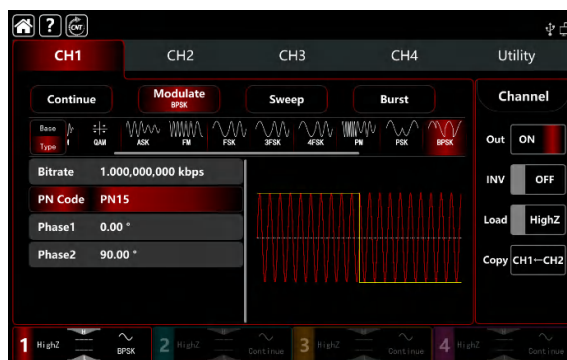 ? CNT
CH1 CH2 CH3 CH4 Utility
Continue Modulate Sweep Burst Channel
BPSK
Base
Type QAM ASK FM FSK 3FSK 4FSK PM PSK BPSK
Out ON
Bitrate 1.000,000,000 kbps
INV OFF
PN Code PN15
Phase1 0.00 °
Load HighZ
Phase2 90.00 °
Copy CH1←CH2
1 HighZ BPSK 2 HighZ Continue 3 HighZ Continue 4 HighZ Continue